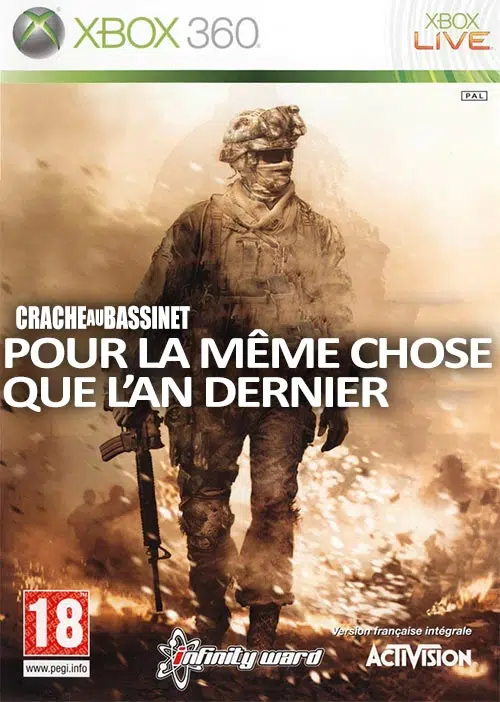 XBOX 360
XBOX
LIVE
PAL
CRACHEAUBASSINET
POUR LA MÊME CHOSE
QUE L'AN DERNIER
18
www.pegi.info
infinity ward
Version française intégrale
ACTIVISION